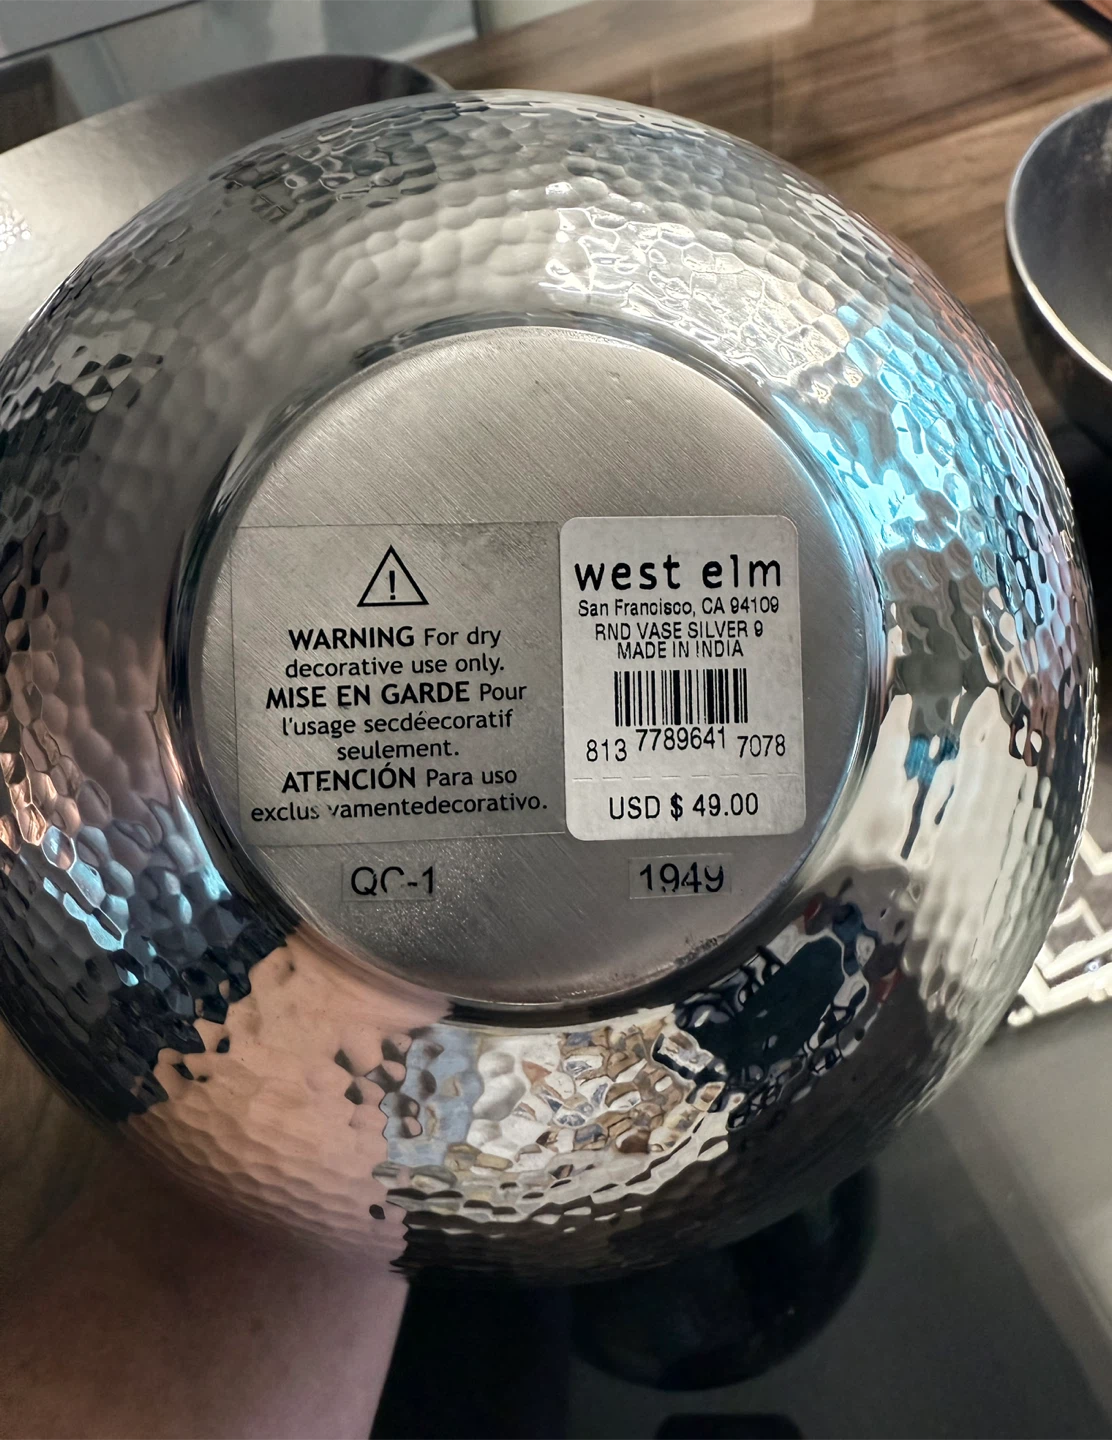 WARNING For dry
decorative use only.
MISE EN GARDE Pour
l'usage secdéecoratif
seulement.
ATENCIÓN Para uso
exclus vamentedecorativo.
west elm
San Francisco, CA 94109
RND VASE SILVER 9
MADE IN INDIA
813 7789641 7078
USD $ 49.00
QC-1
1949